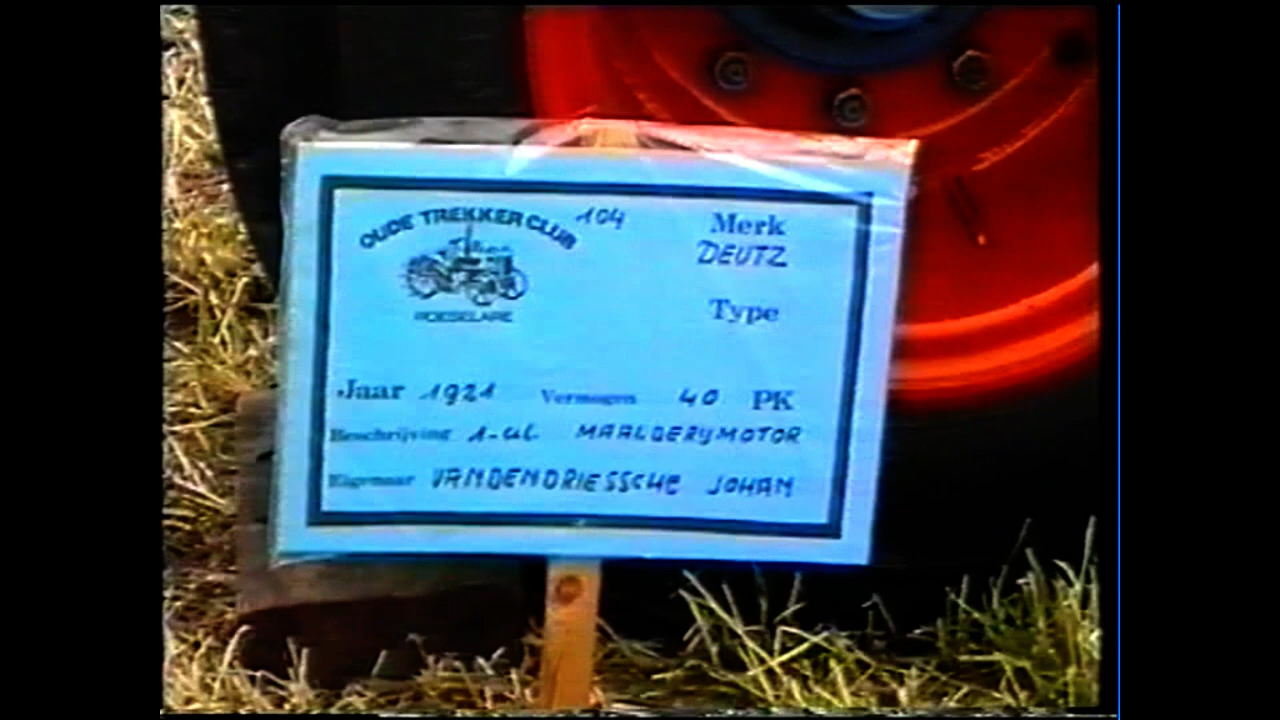 OUDE TREKKER CLUB 104
ROESELARE
Merk
DEUTZ
Type
Jaar 1921 Vermogen 40 PK
Beschrijving 1-cil. MAALDERYMOTOR
Eigenaar VANDENDRIESSCHE JOHAN